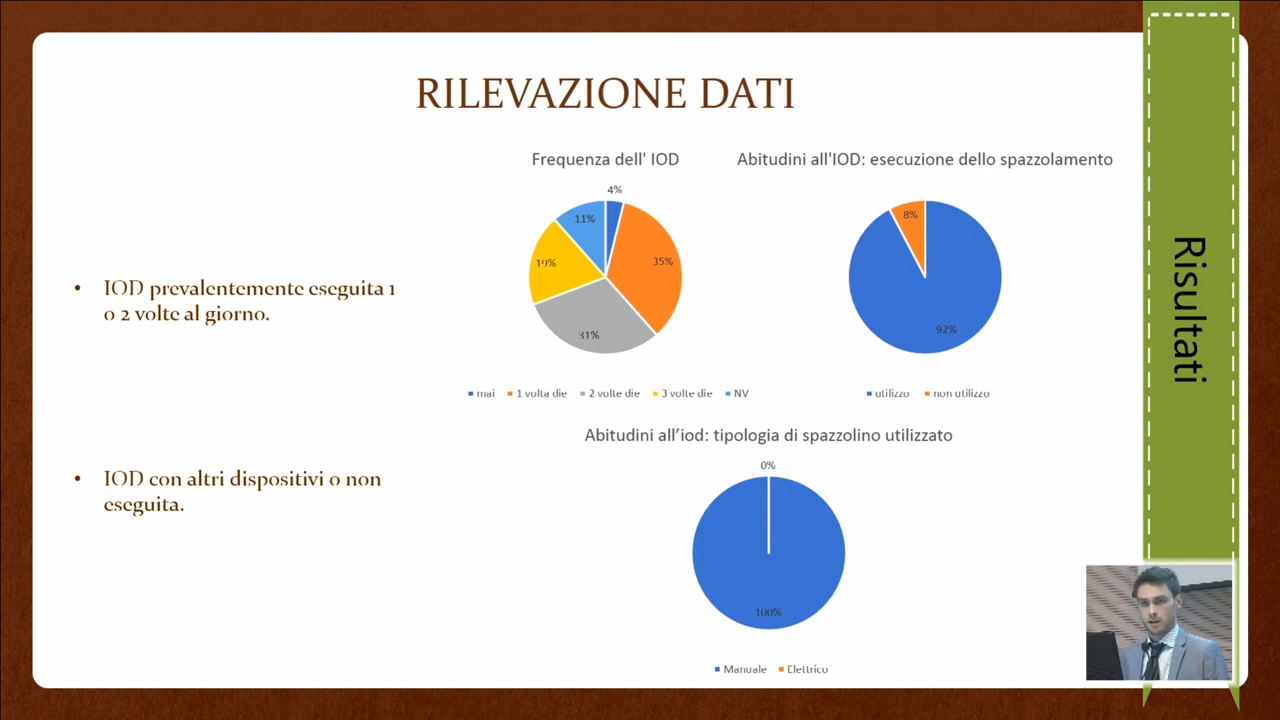 RILEVAZIONE DATI
Frequenza dell' IOD
4%
11%
35%
19%
31%
mai 1 volta die 2 volte die 3 volte die NV
Abitudini all'IOD: esecuzione dello spazzolamento
8%
92%
utilizzo non utilizzo
• IOD prevalentemente eseguita 1
o 2 volte al giorno.
• IOD con altri dispositivi o non
eseguita.
Abitudini all’iod: tipologia di spazzolino utilizzato
0%
100%
Manuale Elettrico
Risultati